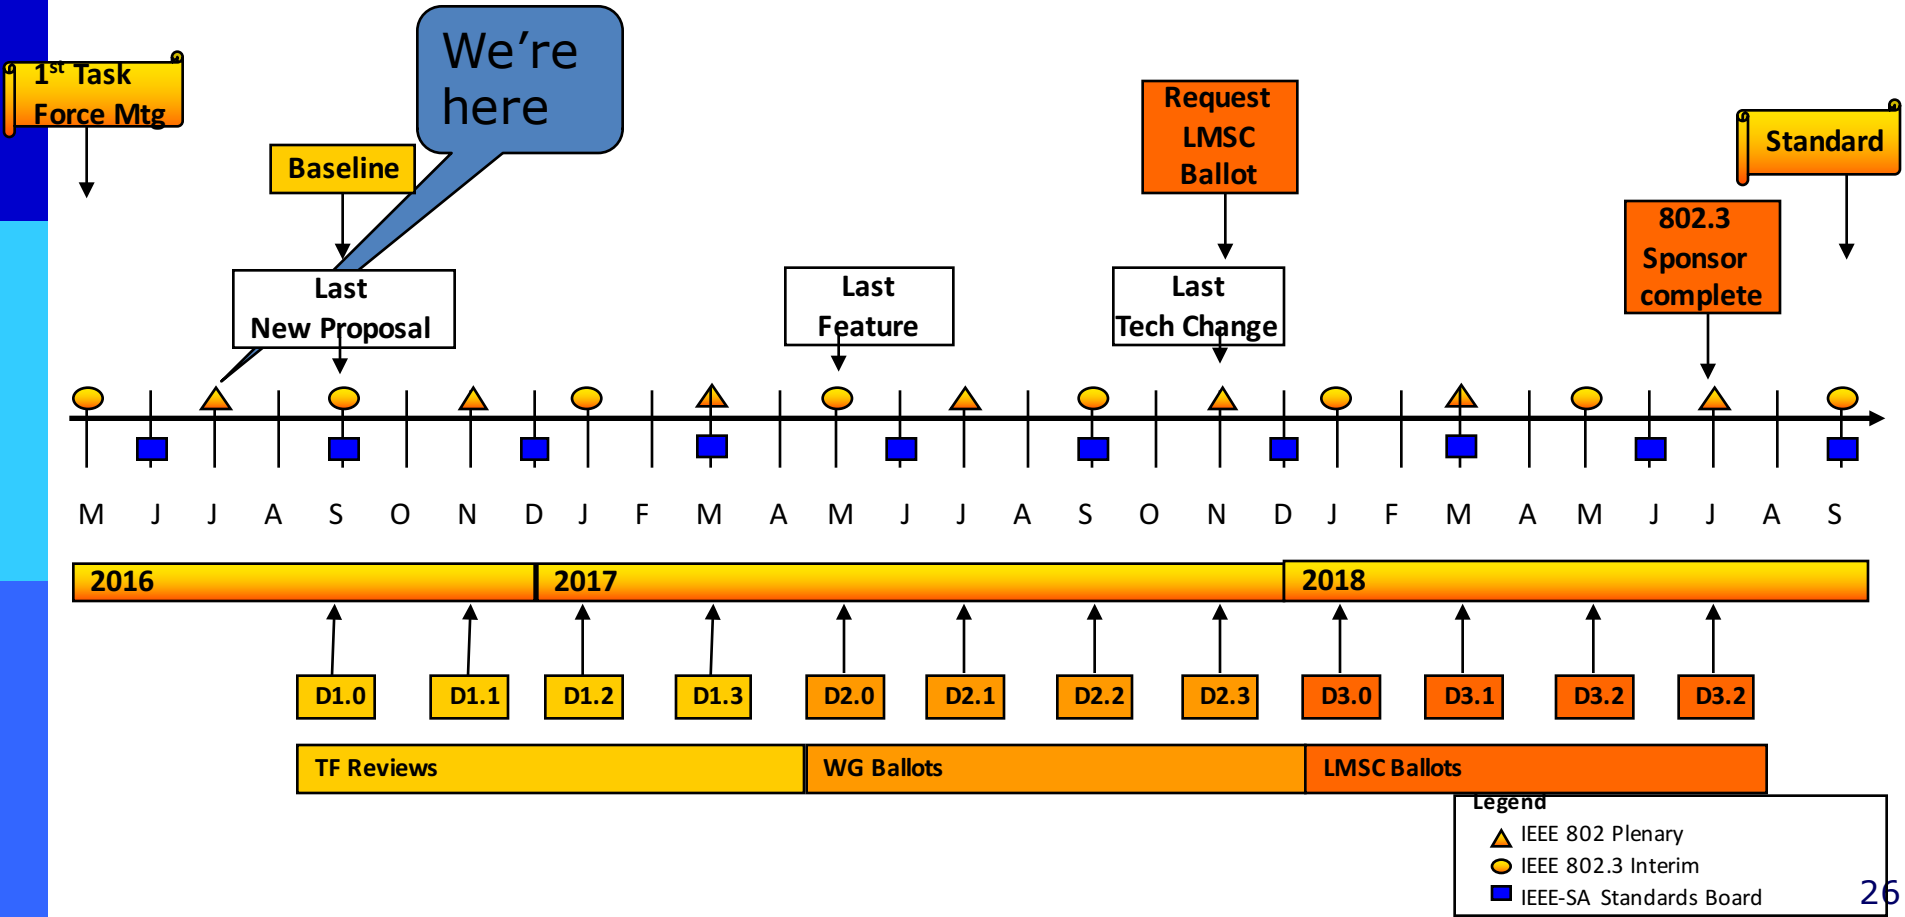 We’re
here
1st Task
Force Mtg
Baseline
Request
LMSC
Ballot
Standard
802.3
Sponsor
complete
Last
New Proposal
Last
Feature
Last
Tech Change
M J J A S O N D J F M A M J J A S O N D J F M A M J J A S
2016 2017 2018
D1.0 D1.1 D1.2 D1.3 D2.0 D2.1 D2.2 D2.3 D3.0 D3.1 D3.2 D3.2
TF Reviews WG Ballots LMSC Ballots
Legend
IEEE 802 Plenary
IEEE 802.3 Interim
IEEE-SA Standards Board
26